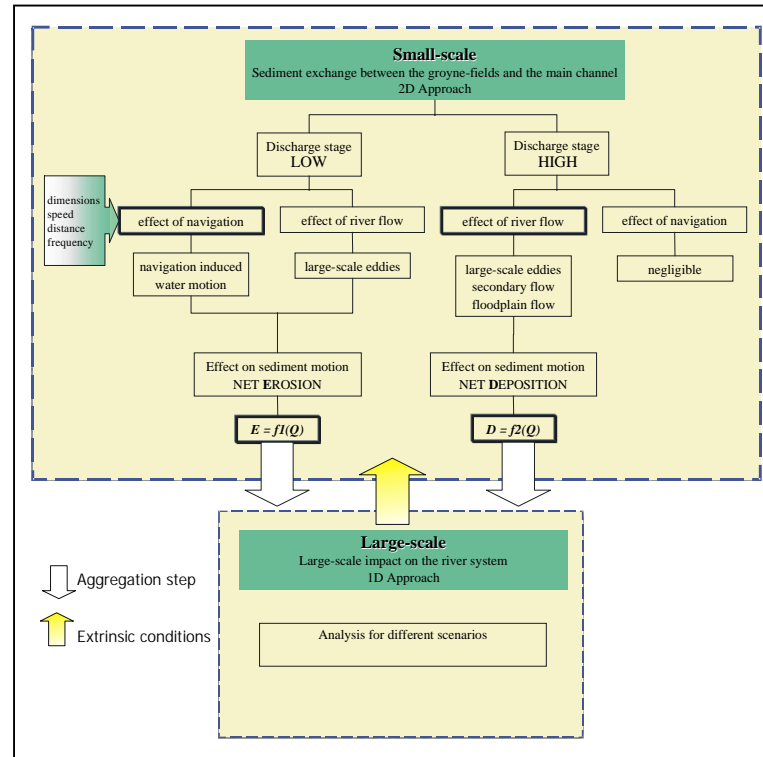 Small-scale
Sediment exchange between the groyne-fields and the main channel
2D Approach
Discharge stage
LOW
Discharge stage
HIGH
dimensions
speed
distance
frequency
effect of navigation
effect of river flow
effect of river flow
effect of navigation
navigation induced
water motion
large-scale eddies
large-scale eddies
secondary flow
floodplain flow
negligible
Effect on sediment motion
NET EROSION
Effect on sediment motion
NET DEPOSITION
E = f1(Q)
D = f2(Q)
Large-scale
Large-scale impact on the river system
1D Approach
Analysis for different scenarios
Aggregation step
Extrinsic conditions